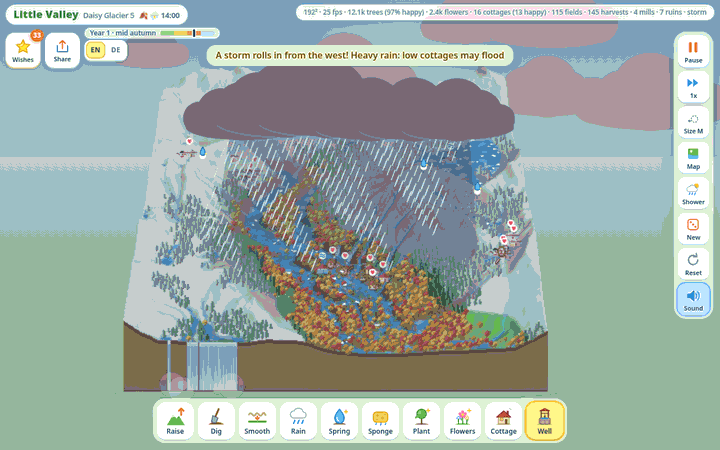 Little Valley Daisy Glacier 5 14:00
192² · 25 fps · 12.1k trees (97% happy) · 2.4k flowers · 16 cottages (13 happy) · 115 fields · 145 harvests · 4 mills · 7 ruins · storm
Year 1 · mid autumn
33
Wishes
Share
EN
DE
A storm rolls in from the west! Heavy rain: low cottages may flood
Pause
1x
Size M
Map
Shower
New
Reset
Sound
Raise
Dig
Smooth
Rain
Spring
Sponge
Plant
Flowers
Cottage
Well